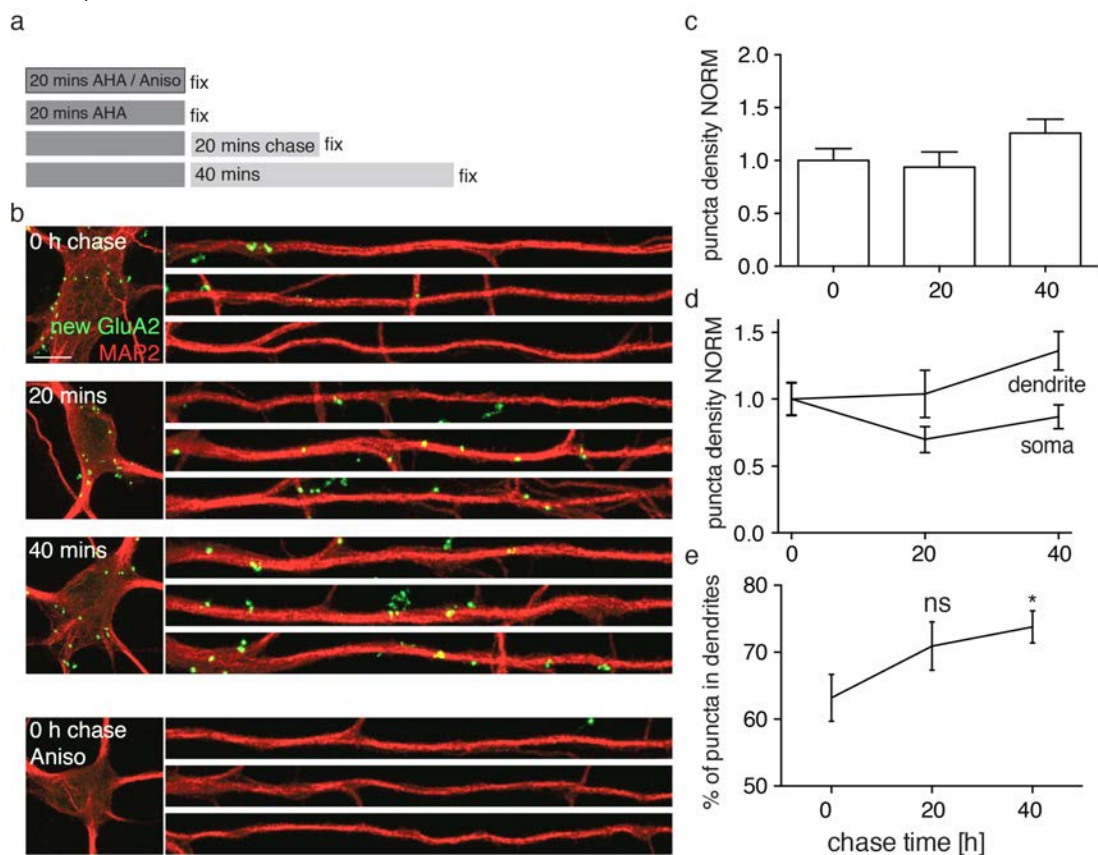 a
20 mins AHA / Aniso fix
20 mins AHA fix
20 mins chase fix
40 mins fix
b
0 h chase
new GluA2
MAP2
20 mins
40 mins
0 h chase
Aniso
c
puncta density NORM
2.0
1.5
1.0
0.5
0.0
0 20 40
d
puncta density NORM
1.5
1.0
0.5
0.0
dendrite
soma
0 20 40
e
% of puncta in dendrites
80
70
60
50
ns
*
0 20 40
chase time [h]